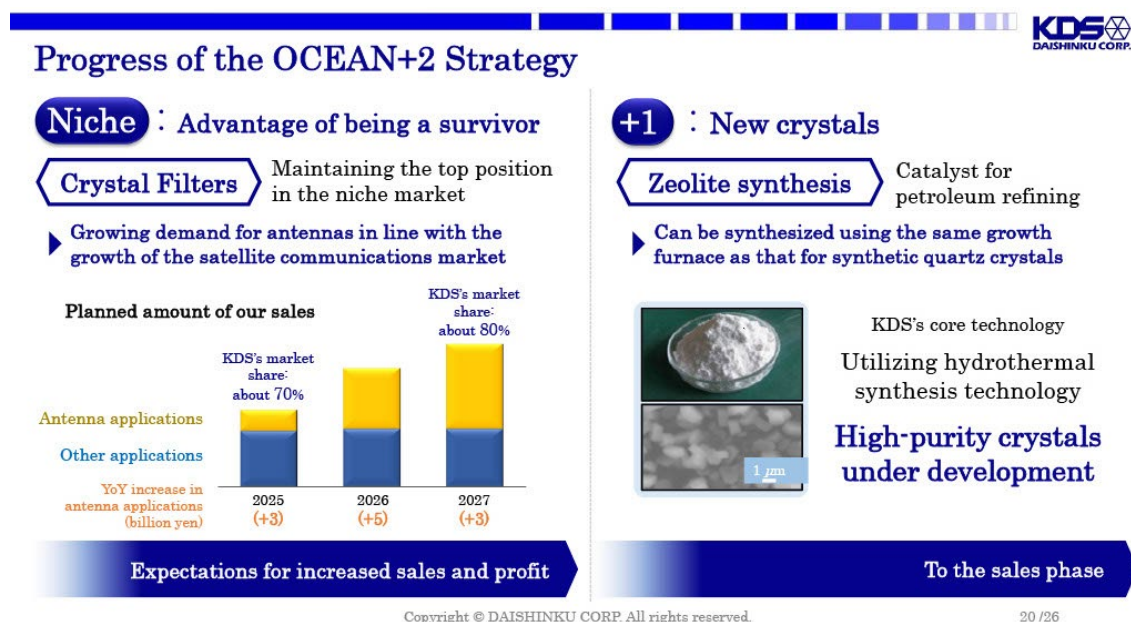 KDS
DAISHINKU CORP.
Progress of the OCEAN+2 Strategy
Niche : Advantage of being a survivor
Crystal Filters
Maintaining the top position
in the niche market
Growing demand for antennas in line with the
growth of the satellite communications market
Planned amount of our sales
KDS's market
share:
about 70%
KDS's market
share:
about 80%
Antenna applications
Other applications
YoY increase in
antenna applications
(billion yen)
2025
(+3)
2026
(+5)
2027
(+3)
Expectations for increased sales and profit
+1 : New crystals
Zeolite synthesis
Catalyst for
petroleum refining
Can be synthesized using the same growth
furnace as that for synthetic quartz crystals
1 μm
KDS's core technology
Utilizing hydrothermal
synthesis technology
High-purity crystals
under development
To the sales phase
Copyright © DAISHINKU CORP. All rights reserved.
20 /26